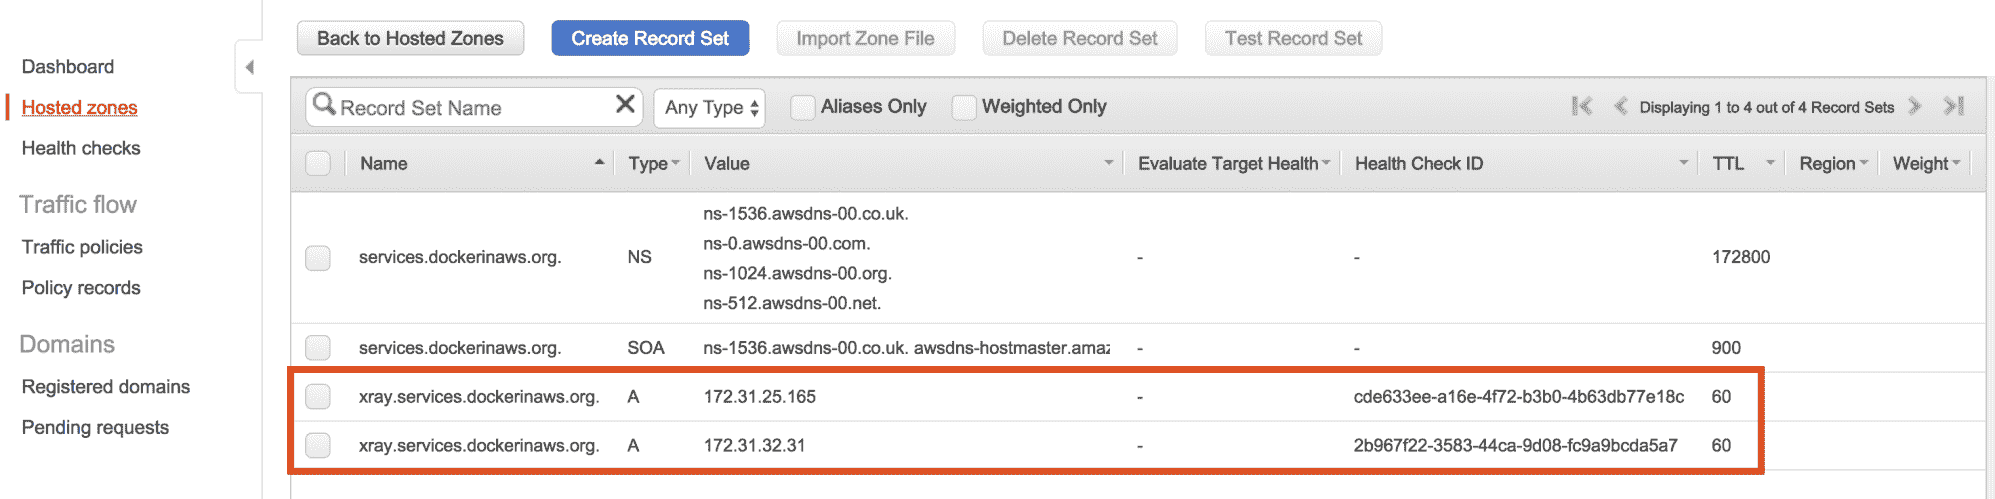 Dashboard
Hosted zones
Health checks
Traffic flow
Traffic policies
Policy records
Domains
Registered domains
Pending requests
Back to Hosted Zones Create Record Set Import Zone File Delete Record Set Test Record Set
Record Set Name Any Type Aliases Only Weighted Only Displaying 1 to 4 out of 4 Record Sets
Name Type Value Evaluate Target Health Health Check ID TTL Region Weight
ns-1536.awsdns-00.co.uk.
ns-0.awsdns-00.com.
services.dockerinaws.org. NS - - 172800
ns-1024.awsdns-00.org.
ns-512.awsdns-00.net.
services.dockerinaws.org. SOA ns-1536.awsdns-00.co.uk. awsdns-hostmaster.amaz - - 900
xray.services.dockerinaws.org. A 172.31.25.165 - cde633ee-a16e-4f72-b3b0-4b63db77e18c 60
xray.services.dockerinaws.org. A 172.31.32.31 - 2b967f22-3583-44ca-9d08-fc9a9bcda5a7 60